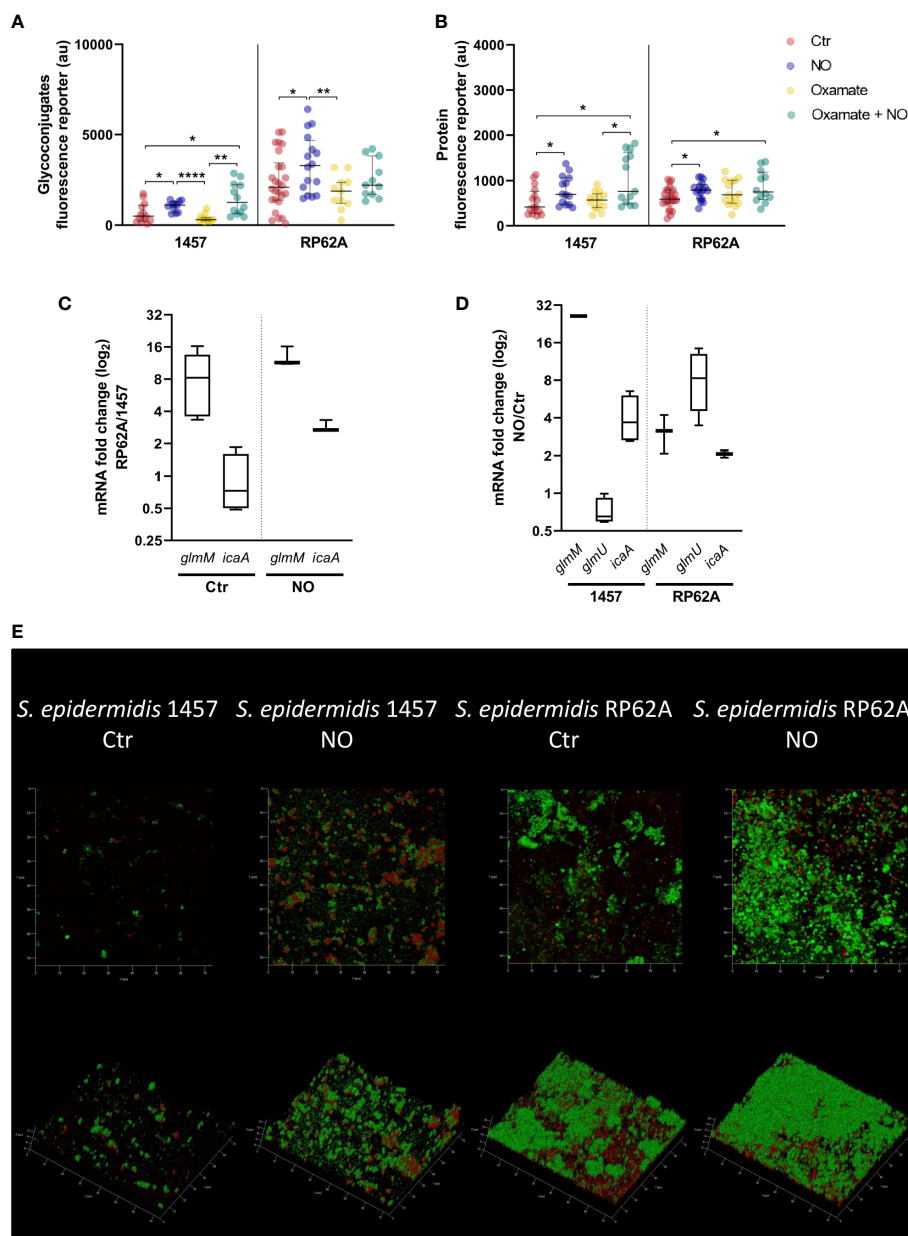 A
Glycoconjugates
fluorescence reporter (au)
10000
5000
0
*
*
****
**
*
**
1457
RP62A
B
Protein
fluorescence reporter (au)
4000
3000
2000
1000
0
*
*
*
*
*
1457
RP62A
Ctr
NO
Oxamate
Oxamate + NO
C
mRNA fold change (log2)
RP62A/1457
32
16
8
4
2
1
0.5
0.25
glmM icaA
glmM icaA
Ctr
NO
D
mRNA fold change (log2)
NO/Ctr
32
8
2
1
0.5
glmM
glmU
icaA
glmM
glmU
icaA
1457
RP62A
E
S. epidermidis 1457
Ctr
S. epidermidis 1457
NO
S. epidermidis RP62A
Ctr
S. epidermidis RP62A
NO